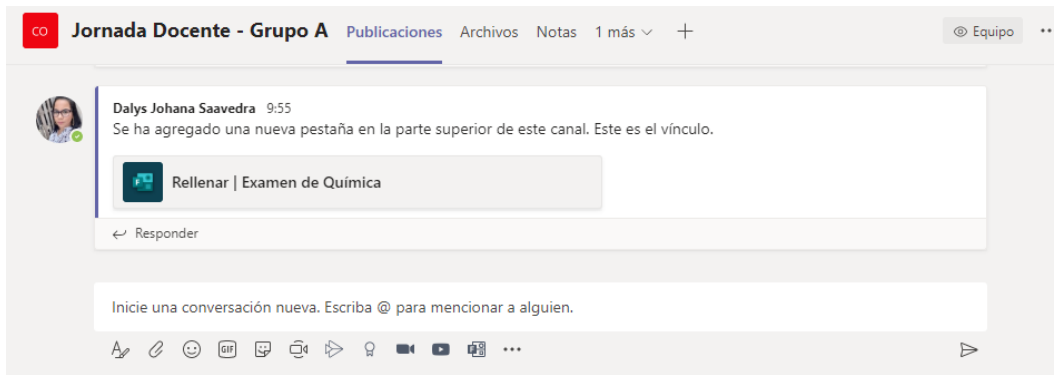 CO Jornada Docente - Grupo A Publicaciones Archivos Notas 1 más Equipo
Dalys Johana Saavedra 9:55
Se ha agregado una nueva pestaña en la parte superior de este canal. Este es el vínculo.
Rellenar | Examen de Química
Responder
Inicie una conversación nueva. Escriba @ para mencionar a alguien.
GIF